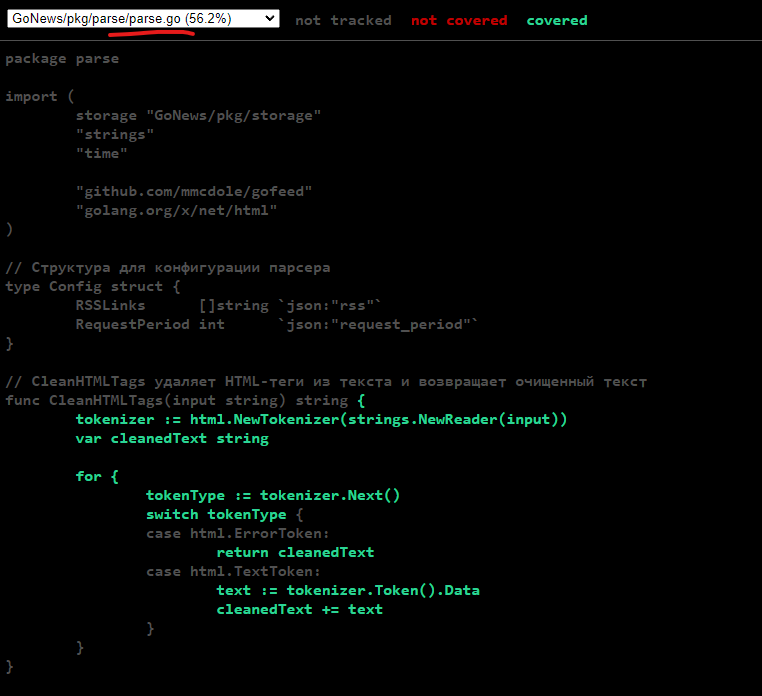 GoNews/pkg/parse/parse.go (56.2%) not tracked not covered covered
package parse
import (
storage "GoNews/pkg/storage"
"strings"
"time"
"github.com/mmcdole/gofeed"
"golang.org/x/net/html"
)
// Структура для конфигурации парсера
type Config struct {
RSSLinks []string `json:"rss"`
RequestPeriod int `json:"request_period"`
}
// CleanHTMLTags удаляет HTML-теги из текста и возвращает очищенный текст
func CleanHTMLTags(input string) string {
tokenizer := html.NewTokenizer(strings.NewReader(input))
var cleanedText string
for {
tokenType := tokenizer.Next()
switch tokenType {
case html.ErrorToken:
return cleanedText
case html.TextToken:
text := tokenizer.Token().Data
cleanedText += text
}
}
}